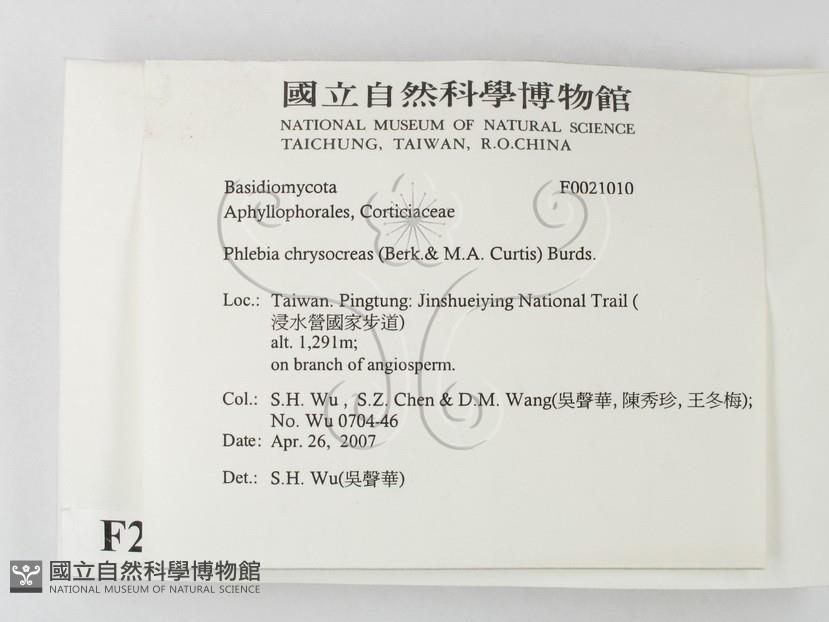 國立自然科學博物館
NATIONAL MUSEUM OF NATURAL SCIENCE
TAICHUNG, TAIWAN, R.O.CHINA
Basidiomycota F0021010
Aphyllophorales, Corticiaceae
Phlebia chrysocreas (Berk.& M.A. Curtis) Burds.
Loc.: Taiwan. Pingtung: Jinshueiying National Trail (
浸水營國家步道)
alt. 1,291m;
on branch of angiosperm.
Col.: S.H. Wu , S.Z. Chen & D.M. Wang(吳聲華, 陳秀珍, 王冬梅);
No. Wu 0704-46
Date: Apr. 26, 2007
Det.: S.H. Wu(吳聲華)
F2
國立自然科學博物館
NATIONAL MUSEUM OF NATURAL SCIENCE